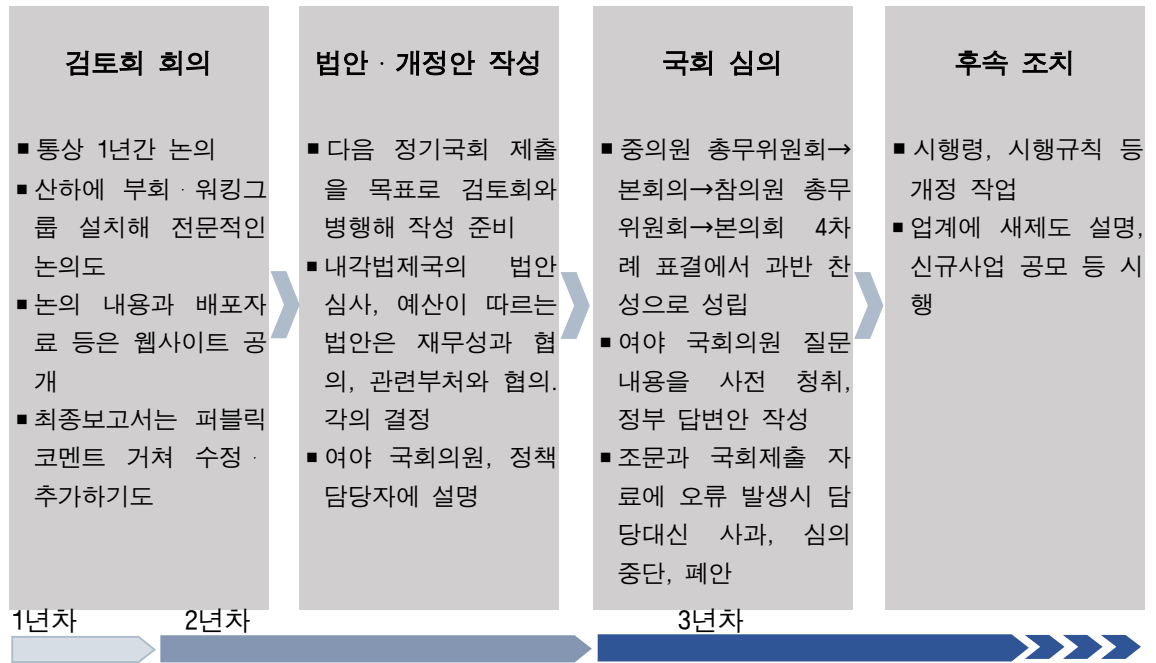 검토회 회의
■ 통상 1년간 논의
■ 산하에 부회 · 워킹그
룹 설치해 전문적인
논의도
■ 논의 내용과 배포자
료 등은 웹사이트 공
개
■ 최종보고서는 퍼블릭
코멘트 거쳐 수정 ·
추가하기도
법안 · 개정안 작성
■ 다음 정기국회 제출
을 목표로 검토회와
병행해 작성 준비
■ 내각법제국의 법안
심사, 예산이 따르는
법안은 재무성과 협
의, 관련부처와 협의.
각의 결정
■ 여야 국회의원, 정책
담당자에 설명
국회 심의
■ 중의원 총무위원회→
본회의→참의원 총무
위원회→본의회 4차
례 표결에서 과반 찬
성으로 성립
■ 여야 국회의원 질문
내용을 사전 청취,
정부 답변안 작성
■ 조문과 국회제출 자
료에 오류 발생시 담
당대신 사과, 심의
중단, 폐안
후속 조치
■ 시행령, 시행규칙 등
개정 작업
■ 업계에 새제도 설명,
신규사업 공모 등 시
행
1년차
2년차
3년차